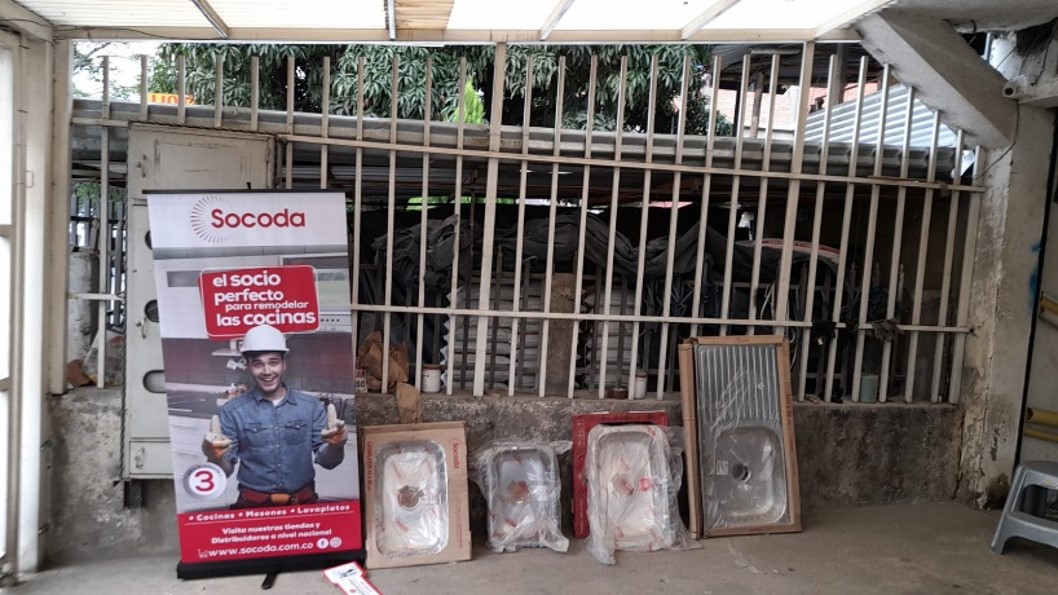 Socoda
el socio
perfecto
para remodelar
las cocinas
3
• Cocinas • Mesones • Lavaplatos
Visita nuestras tiendas y
Distribuidores a nivel nacional
www.socoda.com.co
Socoda